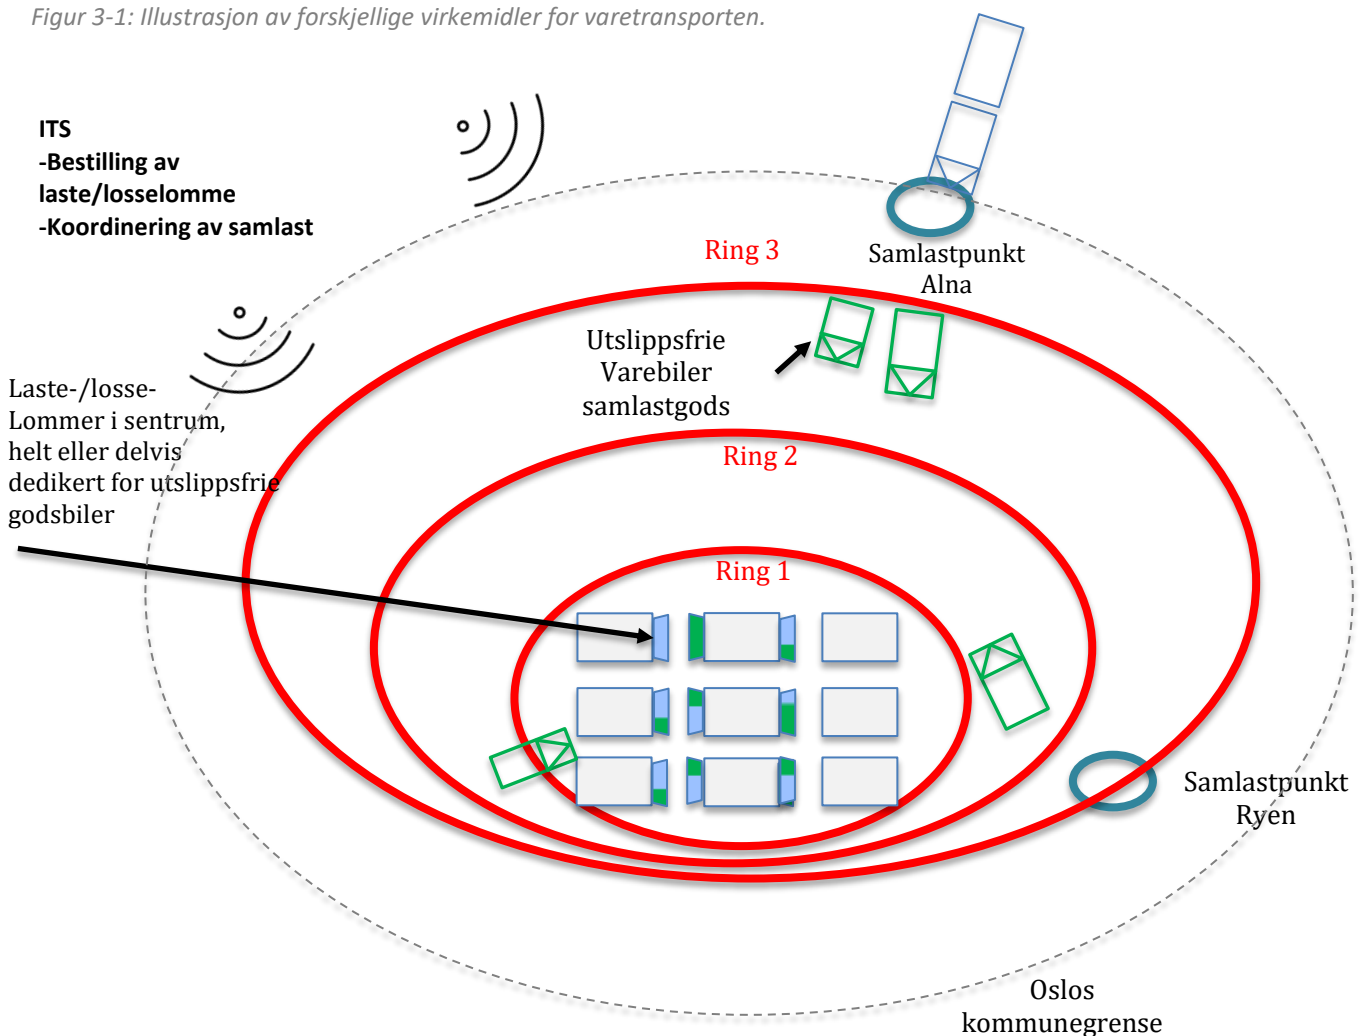 Figur 3-1: Illustrasjon av forskjellige virkemidler for varetransporten.
ITS
-Bestilling av
laste/losselomme
-Koordinering av samlast
Ring 3
Samlastpunkt
Alna
Utslippsfrie
Varebiler
samlastgods
Laste-/losse-
Lommer i sentrum,
helt eller delvis
dedikert for utslippsfrie
godsbiler
Ring 2
Ring 1
Samlastpunkt
Ryen
Oslos
kommunegrense